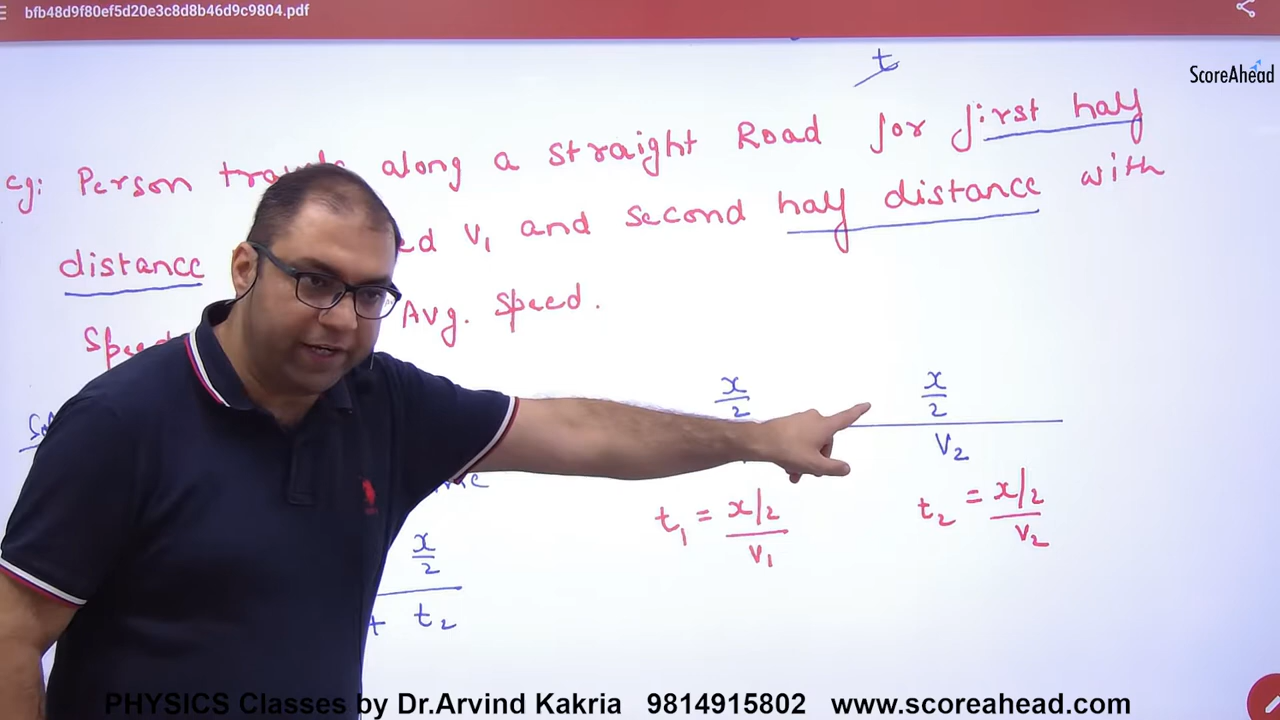 bfb48d9f80ef5d20e3c8d8b46d9c9804.pdf
ScoreAhead
t
eg: Person along a straight Road for first half
distance V₁ and second half distance with
Avg. Speed.
x/2 x/2
V₂
t₁ = x/2 / V₁ t₂ = x/2 / V₂
x/2
+ t₂
PHYSICS Classes by Dr.Arvind Kakria 9814915802 www.scoreahead.com